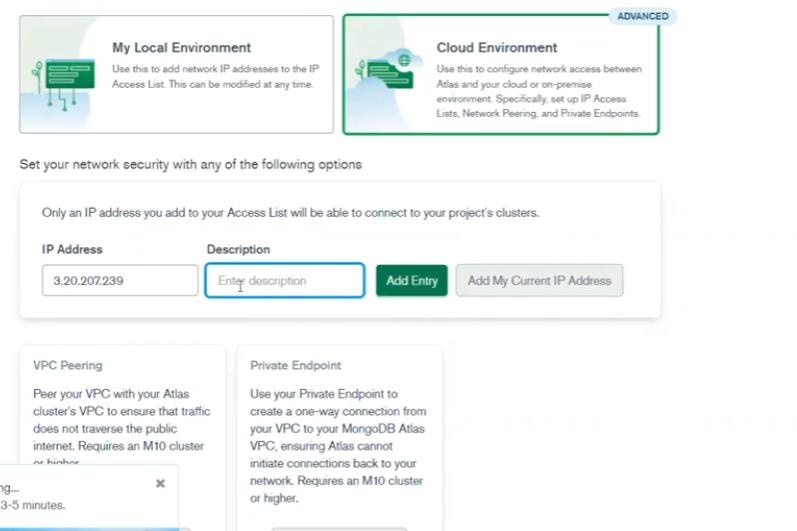 ADVANCED
My Local Environment
Use this to add network IP addresses to the IP
Access List. This can be modified at any time.
Cloud Environment
Use this to configure network access between
Atlas and your cloud or on-premise
environment. Specifically, set up IP Access
Lists, Network Peering, and Private Endpoints.
Set your network security with any of the following options
Only an IP address you add to your Access List will be able to connect to your project's clusters.
IP Address
Description
3.20.207.239
Enter description
Add Entry
Add My Current IP Address
VPC Peering
Peer your VPC with your Atlas
cluster's VPC to ensure that traffic
does not traverse the public
internet. Requires an M10 cluster
or higher.
Private Endpoint
Use your Private Endpoint to
create a one-way connection from
your VPC to your MongoDB Atlas
VPC, ensuring Atlas cannot
initiate connections back to your
network. Requires an M10 cluster
or higher.
ng...
3-5 minutes.